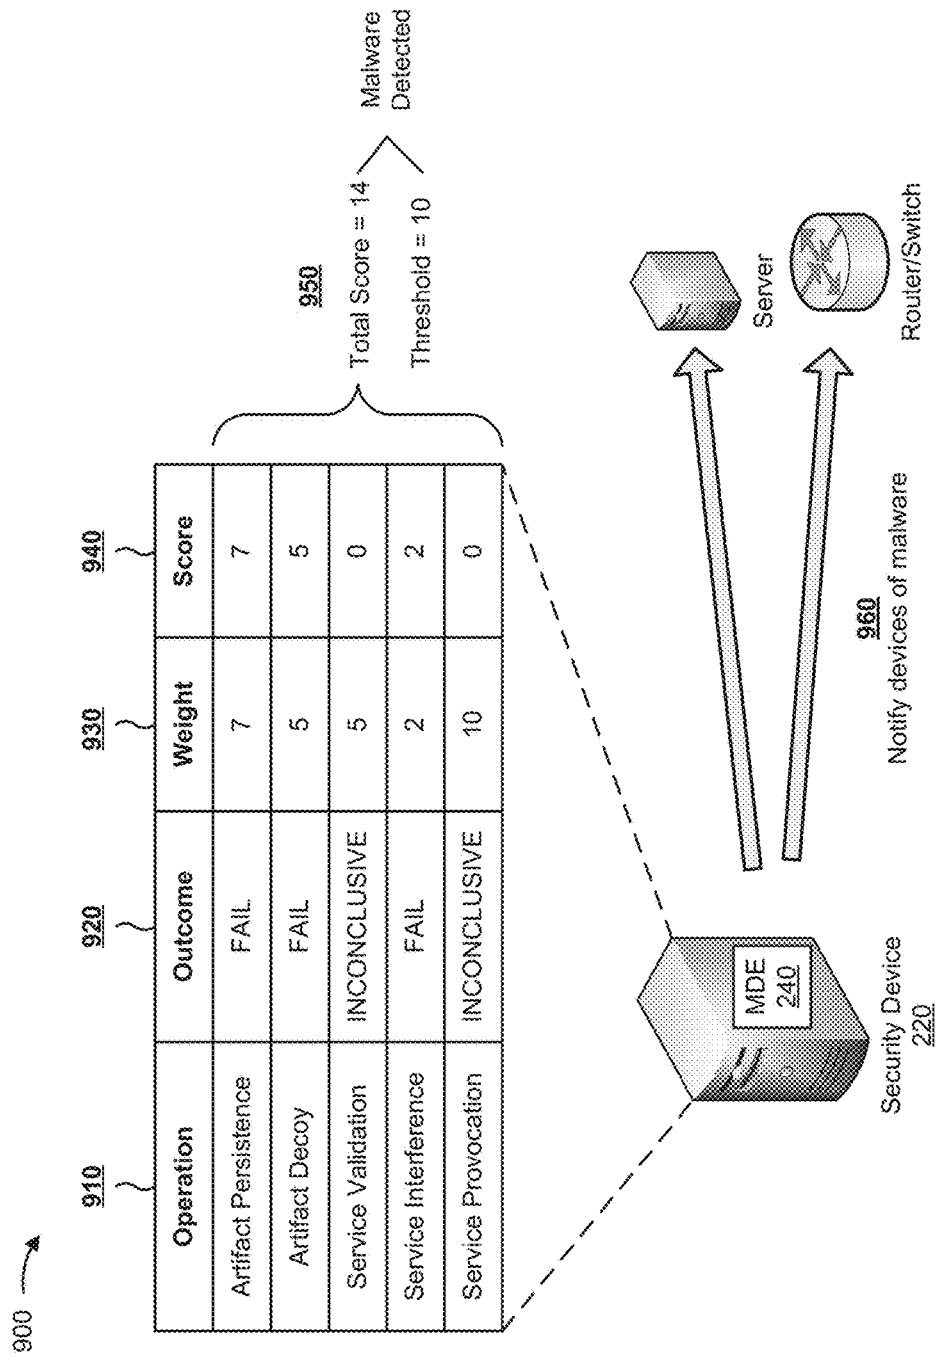 900
910
920
930
940
Operation
Outcome
Weight
Score
Artifact Persistence
FAIL
7
7
Artifact Decoy
FAIL
5
5
Service Validation
INCONCLUSIVE
5
0
Service Interference
FAIL
2
2
Service Provocation
INCONCLUSIVE
10
0
950
Total Score = 14
Threshold = 10
Malware
Detected
MDE
240
Security Device
220
960
Notify devices of malware
Server
Router/Switch